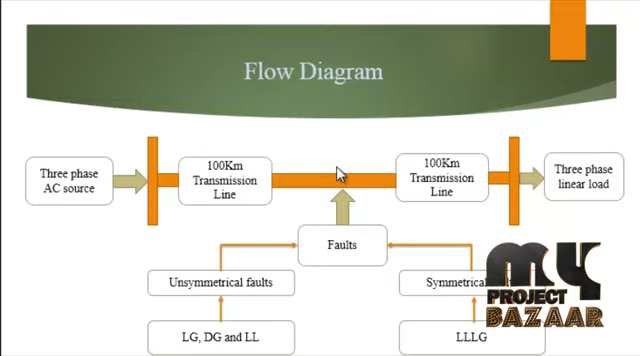 Flow Diagram
Three phase
AC source
100Km
Transmission
Line
100Km
Transmission
Line
Three phase
linear load
Faults
Unsymmetrical faults
Symmetrical
LG, DG and LL
LLLG
MY
PROJECT
BAZAAR